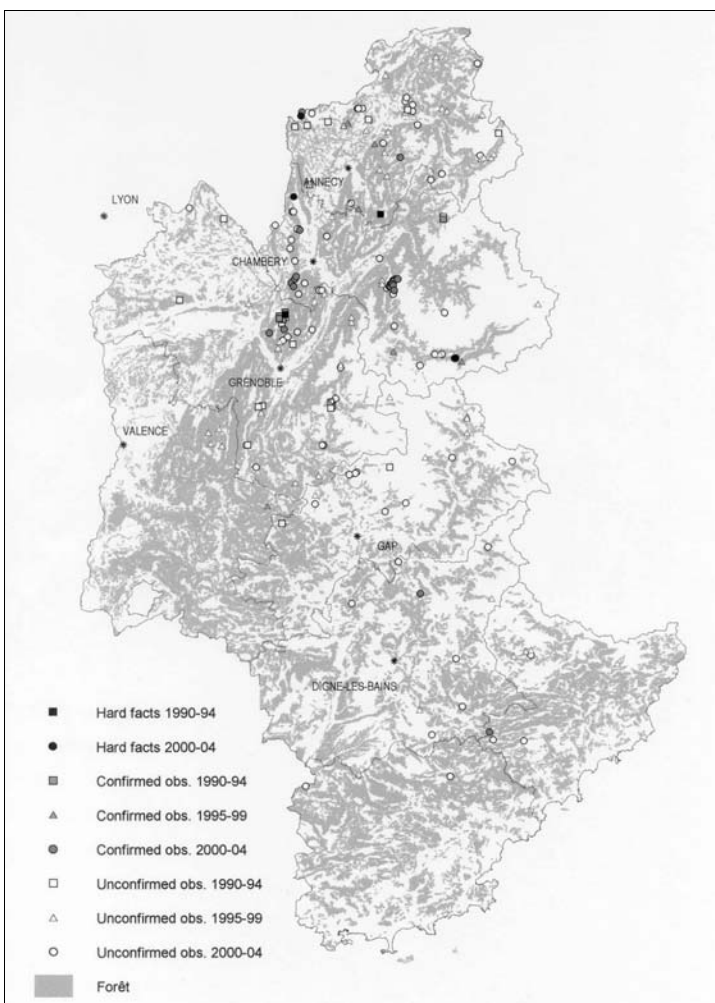 ANNECY
LYON
CHAMBERY
GRENOBLE
VALENCE
GAP
DIGNE-LES-BAINS
Hard facts 1990-94
Hard facts 2000-04
Confirmed obs. 1990-94
Confirmed obs. 1995-99
Confirmed obs. 2000-04
Unconfirmed obs. 1990-94
Unconfirmed obs. 1995-99
Unconfirmed obs. 2000-04
Forêt